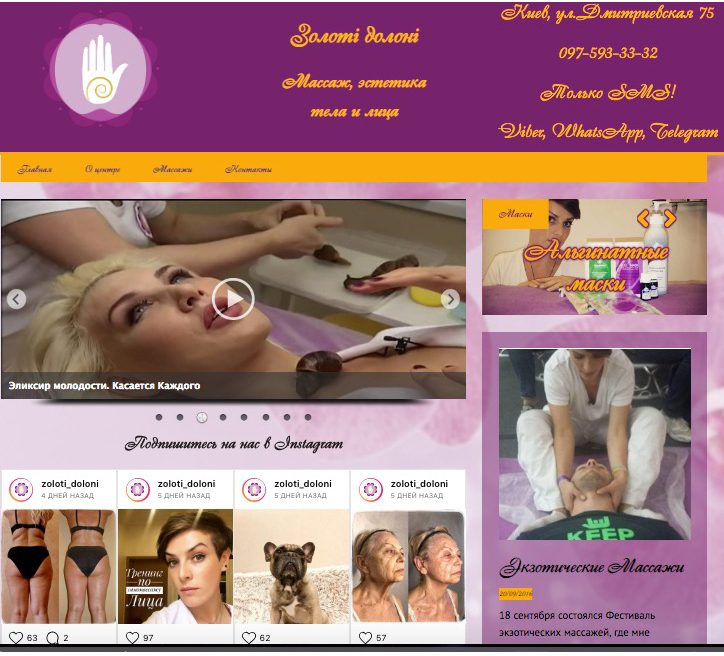 Золоті долоні
Массаж, эстетика
тела и лица
Киев, ул.Дмитриевская 75
097-593-33-32
Только SMS!
Viber, WhatsApp, Telegram
Главная О центре Массажи Контакты
Эликсир молодости. Касается Каждого
Маски
Альгинатные
маски
Подпишитесь на нас в Instagram
zoloti_doloni
4 ДНЕЙ НАЗАД
63 2
zoloti_doloni
5 ДНЕЙ НАЗАД
Тренинг
по
Лица
97
zoloti_doloni
5 ДНЕЙ НАЗАД
62
zoloti_doloni
5 ДНЕЙ НАЗАД
57
KEEP
Экзотические Массажи
20/09/2016
18 сентября состоялся Фестиваль
экзотических массажей, где мне